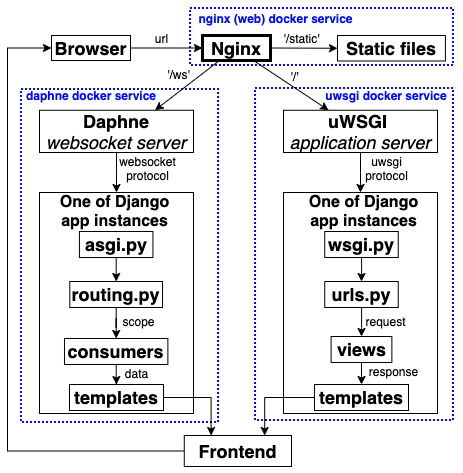 nginx (web) docker service
Browser
url
Nginx
'/static'
Static files
'/ws'
'/'
daphne docker service
uwsgi docker service
Daphne
websocket server
uWSGI
application server
websocket
protocol
uwsgi
protocol
One of Django
app instances
asgi.py
routing.py
scope
consumers
data
templates
One of Django
app instances
wsgi.py
urls.py
request
views
response
templates
Frontend